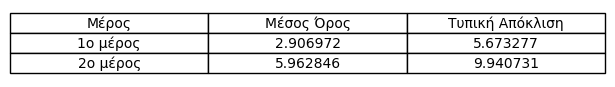 Μέρος Μέσος Όρος Τυπική Απόκλιση
1ο μέρος 2.906972 5.673277
2ο μέρος 5.962846 9.940731